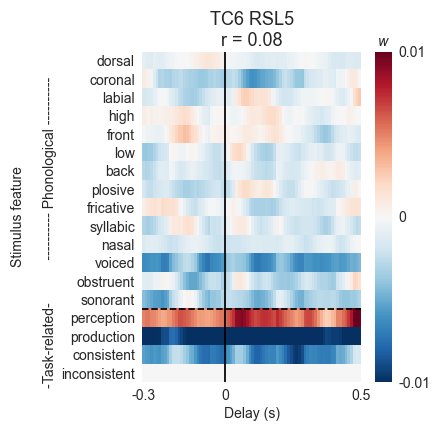 TC6 RSL5
r = 0.08
w
0.01
0
-0.01
Stimulus feature
---------- Phonological ----------
-Task-related-
dorsal
coronal
labial
high
front
low
back
plosive
fricative
syllabic
nasal
voiced
obstruent
sonorant
perception
production
consistent
inconsistent
-0.3 0 0.5
Delay (s)